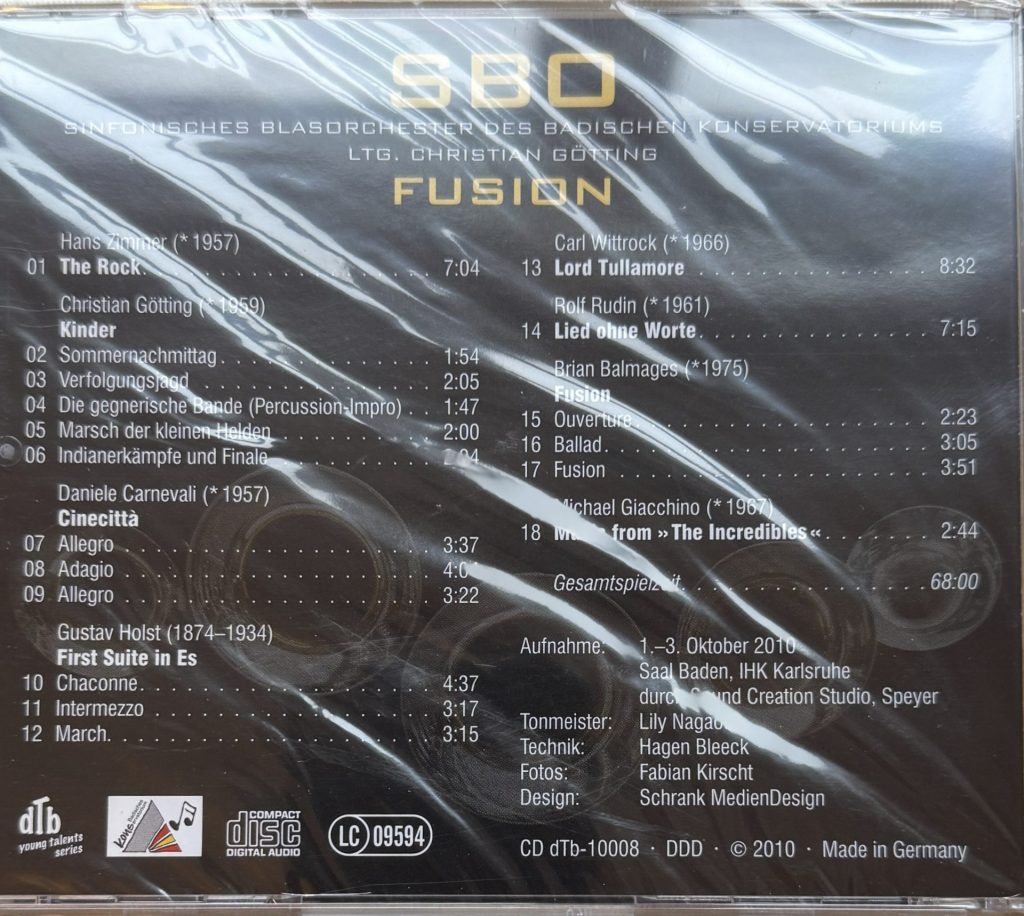 SBO
SINFONISCHES BLASORCHESTER DES BADISCHEN KONSERVATORIUMS
LTG. CHRISTIAN GÖTTING
FUSION
Hans Zimmer (* 1957)
01 The Rock. . . . . . . . . . . . . . . . . . . . . . 7:04
Christian Götting (* 1959)
Kinder
02 Sommernachmittag . . . . . . . . . . . . . . . . 1:54
03 Verfolgungsjagd . . . . . . . . . . . . . . . . . . 2:05
04 Die gegnerische Bande (Percussion-Impro) . . 1:47
05 Marsch der kleinen Helden . . . . . . . . . . . . 2:00
06 Indianerkämpfe und Finale . . . . . . . . . . . .
Daniele Carnevali (* 1957)
Cinecittà
07 Allegro . . . . . . . . . . . . . . . . . . . . . . 3:37
08 Adagio . . . . . . . . . . . . . . . . . . . . . .
09 Allegro . . . . . . . . . . . . . . . . . . . . . . 3:22
Gustav Holst (1874–1934)
First Suite in Es
10 Chaconne. . . . . . . . . . . . . . . . . . . . . 4:37
11 Intermezzo . . . . . . . . . . . . . . . . . . . . 3:17
12 March. . . . . . . . . . . . . . . . . . . . . . . 3:15
Carl Wittrock (* 1966)
13 Lord Tullamore . . . . . . . . . . . . . . . . . . 8:32
Rolf Rudin (* 1961)
14 Lied ohne Worte. . . . . . . . . . . . . . . . . . 7:15
Brian Balmages (*1975)
Fusion
15 Ouverture. . . . . . . . . . . . . . . . . . . . . 2:23
16 Ballad. . . . . . . . . . . . . . . . . . . . . . . 3:05
17 Fusion . . . . . . . . . . . . . . . . . . . . . . 3:51
Michael Giacchino (* 1967)
18 from »The Incredibles«. . . . . . . . . . . 2:44
Gesamtspielzeit. . . . . . . . . . . . . . . . . . . 68:00
Aufnahme: 1.–3. Oktober 2010
Saal Baden, IHK Karlsruhe
durch Sound Creation Studio, Speyer
Tonmeister: Lily Nagao
Technik: Hagen Bleeck
Fotos: Fabian Kirscht
Design: Schrank MedienDesign
dTb
young talents
series
Badisches
kons
COMPACT
disc
DIGITAL AUDIO
LC 09594
CD dTb-10008 · DDD · © 2010 · Made in Germany